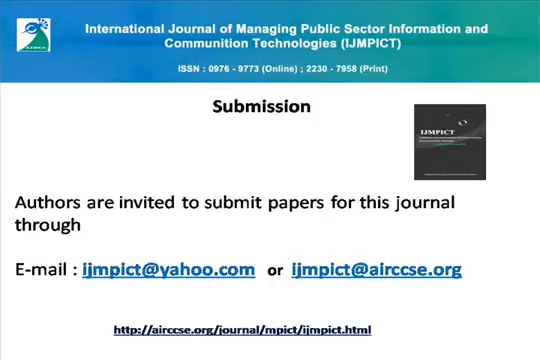 International Journal of Managing Public Sector Information and
Communition Technologies (IJMPICT)
ISSN : 0976 - 9773 (Online) ; 2230 - 7958 (Print)
AIRCC
Submission
IJMPICT
Authors are invited to submit papers for this journal
through
E-mail : ijmpict@yahoo.com or ijmpict@airccse.org
http://airccse.org/journal/mpict/ijmpict.html